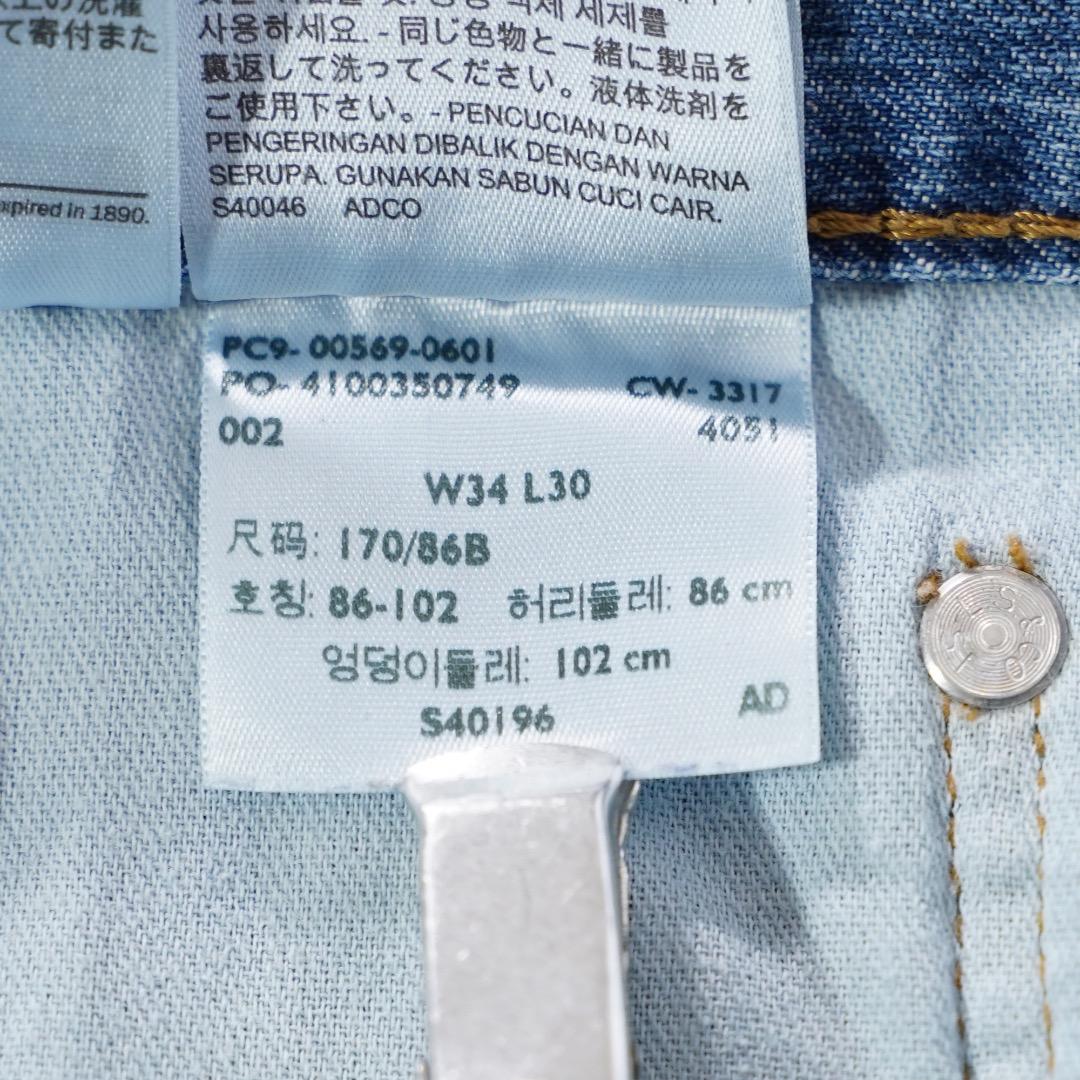 て寄付また
xpired in 1890.
사용하세요. - 同じ色物と一緒に製品を
裏返して洗ってください。液体洗剤を
ご使用下さい。- PENCUCIAN DAN
PENGERINGAN DIBALIK DENGAN WARNA
SERUPA. GUNAKAN SABUN CUCI CAIR.
S40046 ADCO
PC9- 00569-0601
PO- 4100350749 CW- 3317
002 4051
W34 L30
尺码: 170/86B
호칭: 86-102 허리둘레: 86 cm
엉덩이둘레: 102 cm
S40196 AD